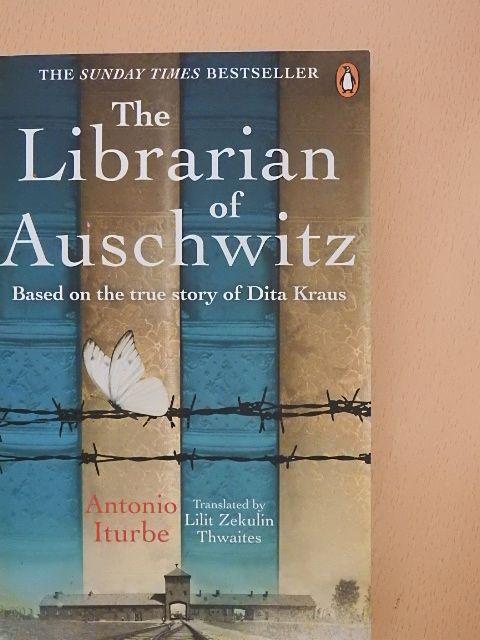 THE SUNDAY TIMES BESTSELLER
The
Librarian
of
Auschwitz
Based on the true story of Dita Kraus
Antonio
Iturbe
Translated by
Lilit Zekulin
Thwaites